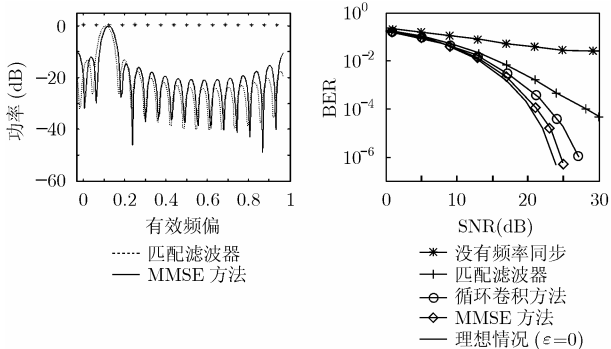 0
−20
−40
−60
功率 (dB)
0 0.2 0.4 0.6 0.8 1
有效频偏
匹配滤波器
MMSE 方法
10^0
10^−2
10^−4
10^−6
BER
0 10 20 30
SNR(dB)
没有频率同步
匹配滤波器
循环卷积方法
MMSE 方法
理想情况 (ε=0)